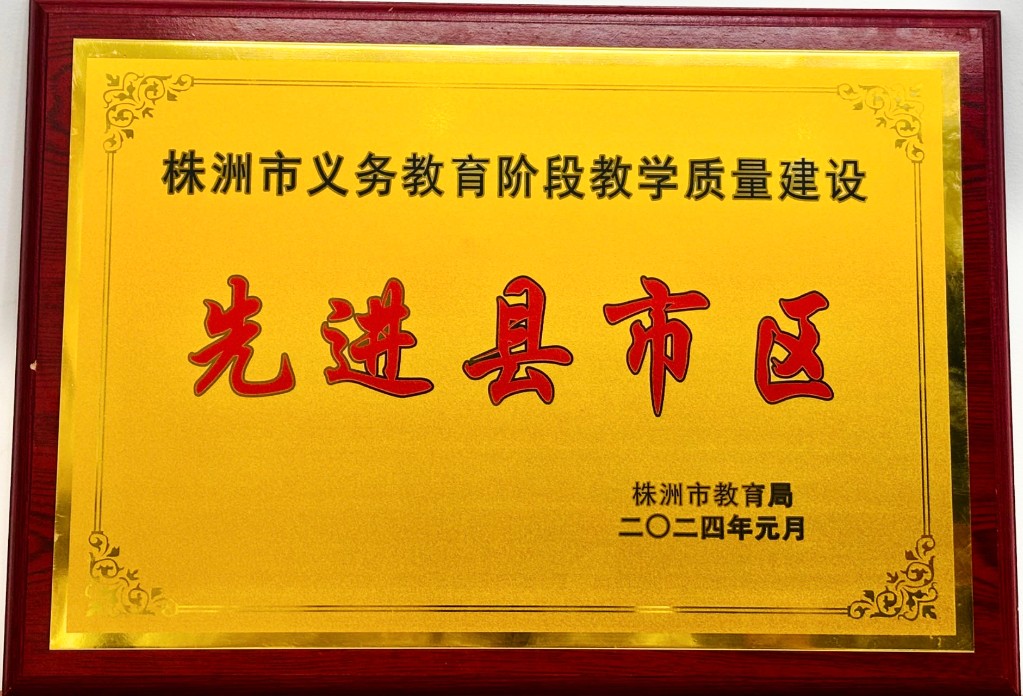 株洲市义务教育阶段教学质量建设
先进县市区
株洲市教育局
二〇二四年元月